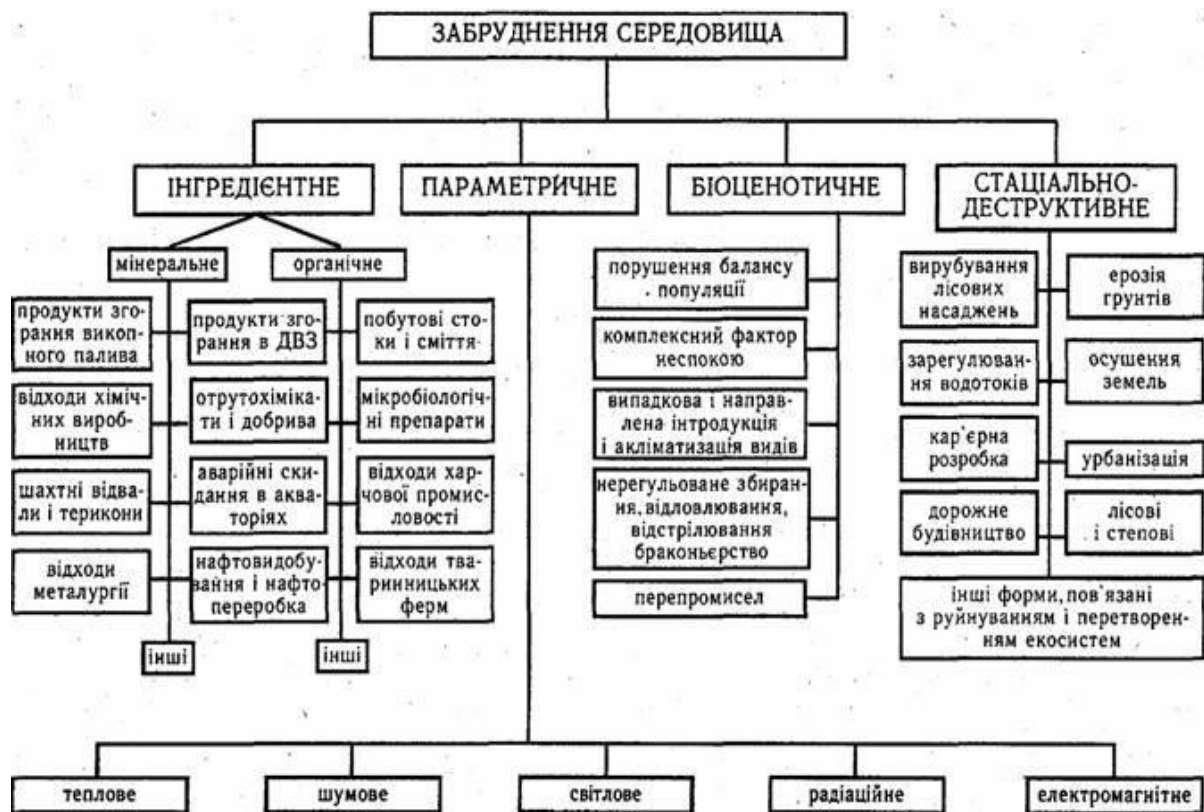 ЗАБРУДНЕННЯ СЕРЕДОВИЩА
ІНГРЕДІЄНТНЕ
ПАРАМЕТРИЧНЕ
БІОЦЕНОТИЧНЕ
СТАЦІАЛЬНО-
ДЕСТРУКТИВНЕ
мінеральне
органічне
продукти зго-
рання викоп-
ного палива
відходи хіміч-
них вироб-
ництв
шахтні відва-
ли і терикони
відходи
металургії
інші
продукти зго-
рання в ДВЗ
отрутохіміка-
ти і добрива
аварійні ски-
дання в аква-
торіях
нафтовидобу-
вання і нафто-
переробка
побутові сто-
ки і сміття
мікробіологі-
чні препарати
відходи хар-
чової промис-
ловості
відходи тва-
ринницьких
ферм
інші
порушення балансу
популяції
комплексний фактор
неспокою
випадкова і направ-
лена інтродукція
і акліматизація видів
нерегульоване збиран-
ня, відловлювання,
відстрілювання
браконьєрство
перепромисел
вирубування
лісових
насаджень
зарегулюван-
ня водотоків
кар'єрна
розробка
дорожне
будівництво
ерозія
грунтів
осушення
земель
урбанізація
лісові
і степові
інші форми, пов'язані
з руйнуванням і перетворен-
ням екосистем
теплове
шумове
світлове
радіаційне
електромагнітне